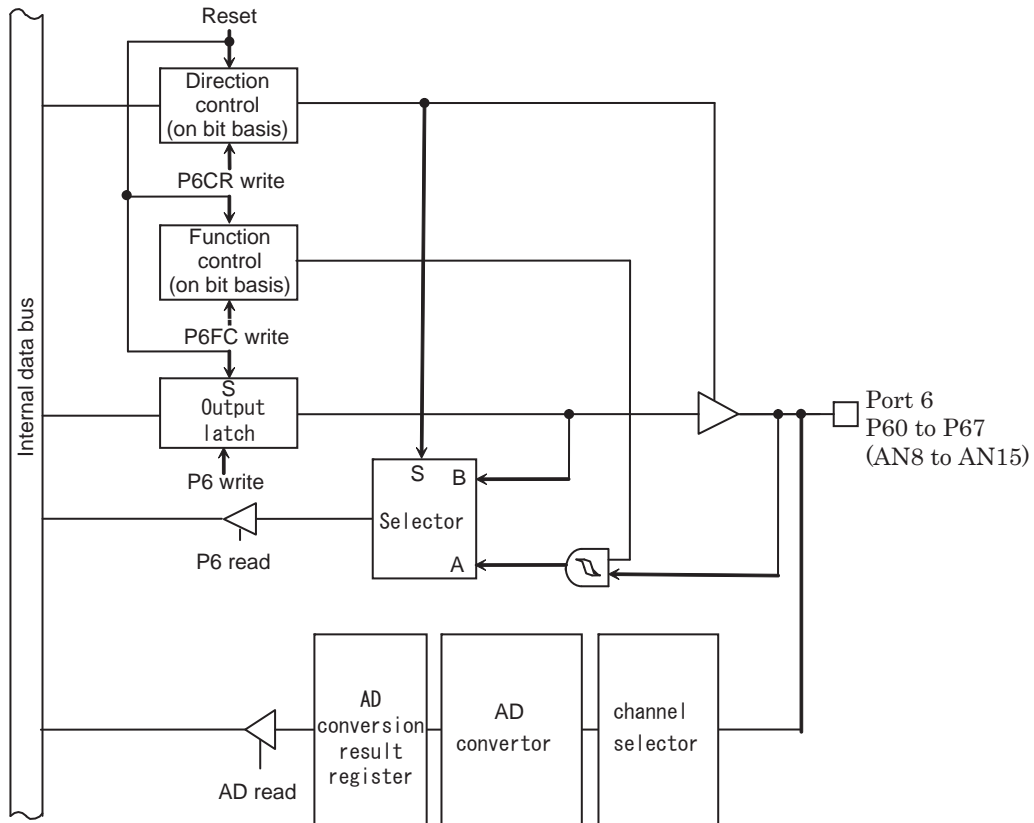 Reset
Direction
control
(on bit basis)
P6CR write
Function
control
(on bit basis)
P6FC write
S
Output
latch
P6 write
Internal data bus
Port 6
P60 to P67
(AN8 to AN15)
S
B
Selector
A
P6 read
AD
conversion
result
register
AD
convertor
channel
selector
AD read